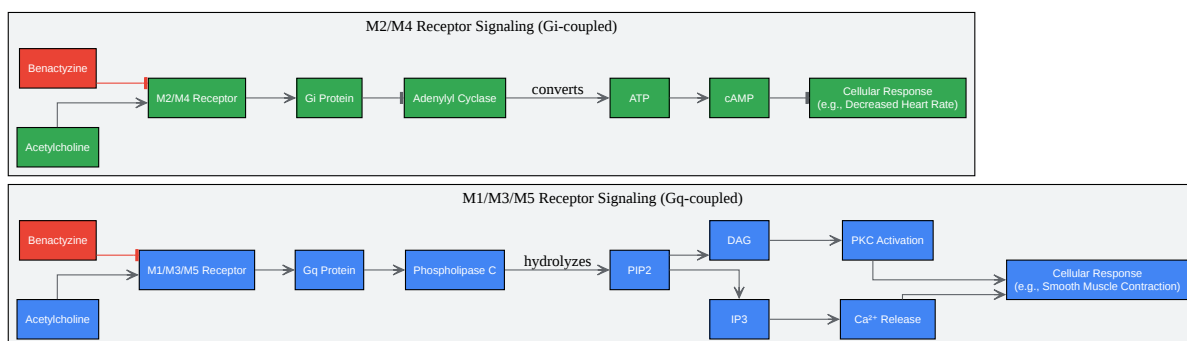 M2/M4 Receptor Signaling (Gi-coupled)
Benactyzine
Acetylcholine
M2/M4 Receptor
Gi Protein
Adenylyl Cyclase
converts
ATP
cAMP
Cellular Response
(e.g., Decreased Heart Rate)
M1/M3/M5 Receptor Signaling (Gq-coupled)
Benactyzine
Acetylcholine
M1/M3/M5 Receptor
Gq Protein
Phospholipase C
hydrolyzes
PIP2
DAG
PKC Activation
IP3
Ca²⁺ Release
Cellular Response
(e.g., Smooth Muscle Contraction)